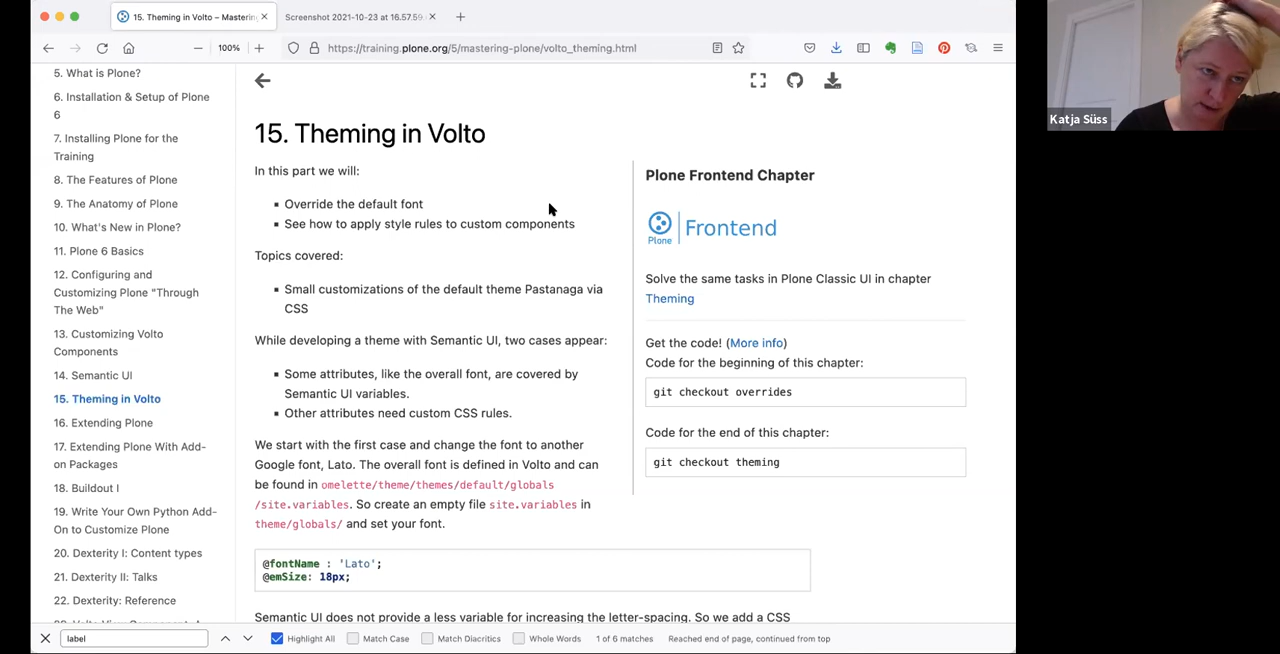 15. Theming in Volto – Mastering
Screenshot 2021-10-23 at 16.57.59
100%
https://training.plone.org/5/mastering-plone/volto_theming.html
Katja Süss
5. What is Plone?
6. Installation & Setup of Plone
6
7. Installing Plone for the
Training
8. The Features of Plone
9. The Anatomy of Plone
10. What's New in Plone?
11. Plone 6 Basics
12. Configuring and
Customizing Plone "Through
The Web"
13. Customizing Volto
Components
14. Semantic UI
15. Theming in Volto
16. Extending Plone
17. Extending Plone With Add-
on Packages
18. Buildout I
19. Write Your Own Python Add-
On to Customize Plone
20. Dexterity I: Content types
21. Dexterity II: Talks
22. Dexterity: Reference
15. Theming in Volto
In this part we will:
Override the default font
See how to apply style rules to custom components
Topics covered:
Small customizations of the default theme Pastanaga via
CSS
While developing a theme with Semantic UI, two cases appear:
Some attributes, like the overall font, are covered by
Semantic UI variables.
Other attributes need custom CSS rules.
We start with the first case and change the font to another
Google font, Lato. The overall font is defined in Volto and can
be found in omelette/theme/themes/default/globals
/site.variables. So create an empty file site.variables in
theme/globals/ and set your font.
@fontName : 'Lato';
@emSize: 18px;
Semantic UI does not provide a less variable for increasing the letter-spacing. So we add a CSS
Plone Frontend Chapter
Plone
Frontend
Solve the same tasks in Plone Classic UI in chapter
Theming
Get the code! (More info)
Code for the beginning of this chapter:
git checkout overrides
Code for the end of this chapter:
git checkout theming
label
Highlight All
Match Case
Match Diacritics
Whole Words
1 of 6 matches
Reached end of page, continued from top